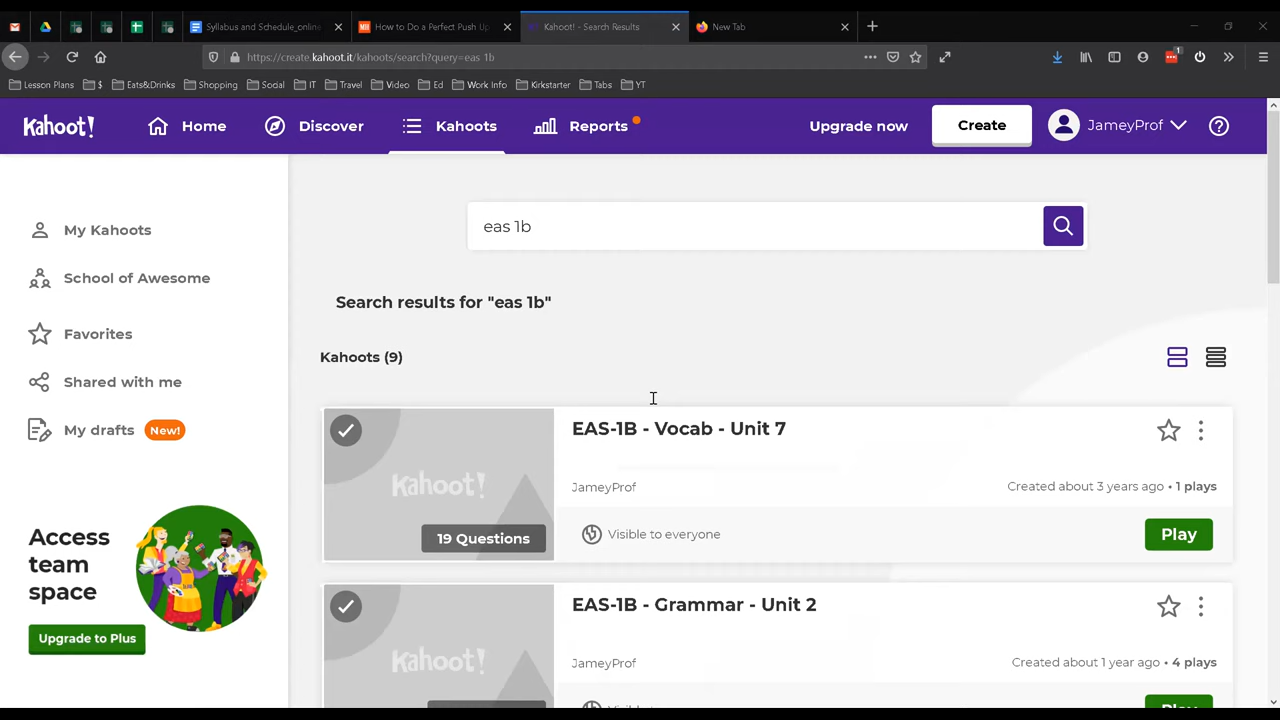 Syllabus and Schedule_online
How to Do a Perfect Push Up
Kahoot! - Search Results
New Tab
https://create.kahoot.it/kahoots/search?query=eas 1b
1
Lesson Plans
$
Eats&Drinks
Shopping
Social
IT
Travel
Video
Ed
Work Info
Kirkstarter
Tabs
YT
Kahoot!
Home
Discover
Kahoots
Reports
Upgrade now
Create
JameyProf
My Kahoots
School of Awesome
Favorites
Shared with me
My drafts New!
Access
team
space
Upgrade to Plus
eas 1b
Search results for "eas 1b"
Kahoots (9)
Kahoot!
19 Questions
EAS-1B - Vocab - Unit 7
JameyProf
Created about 3 years ago • 1 plays
Visible to everyone
Play
Kahoot!
EAS-1B - Grammar - Unit 2
JameyProf
Created about 1 year ago • 4 plays